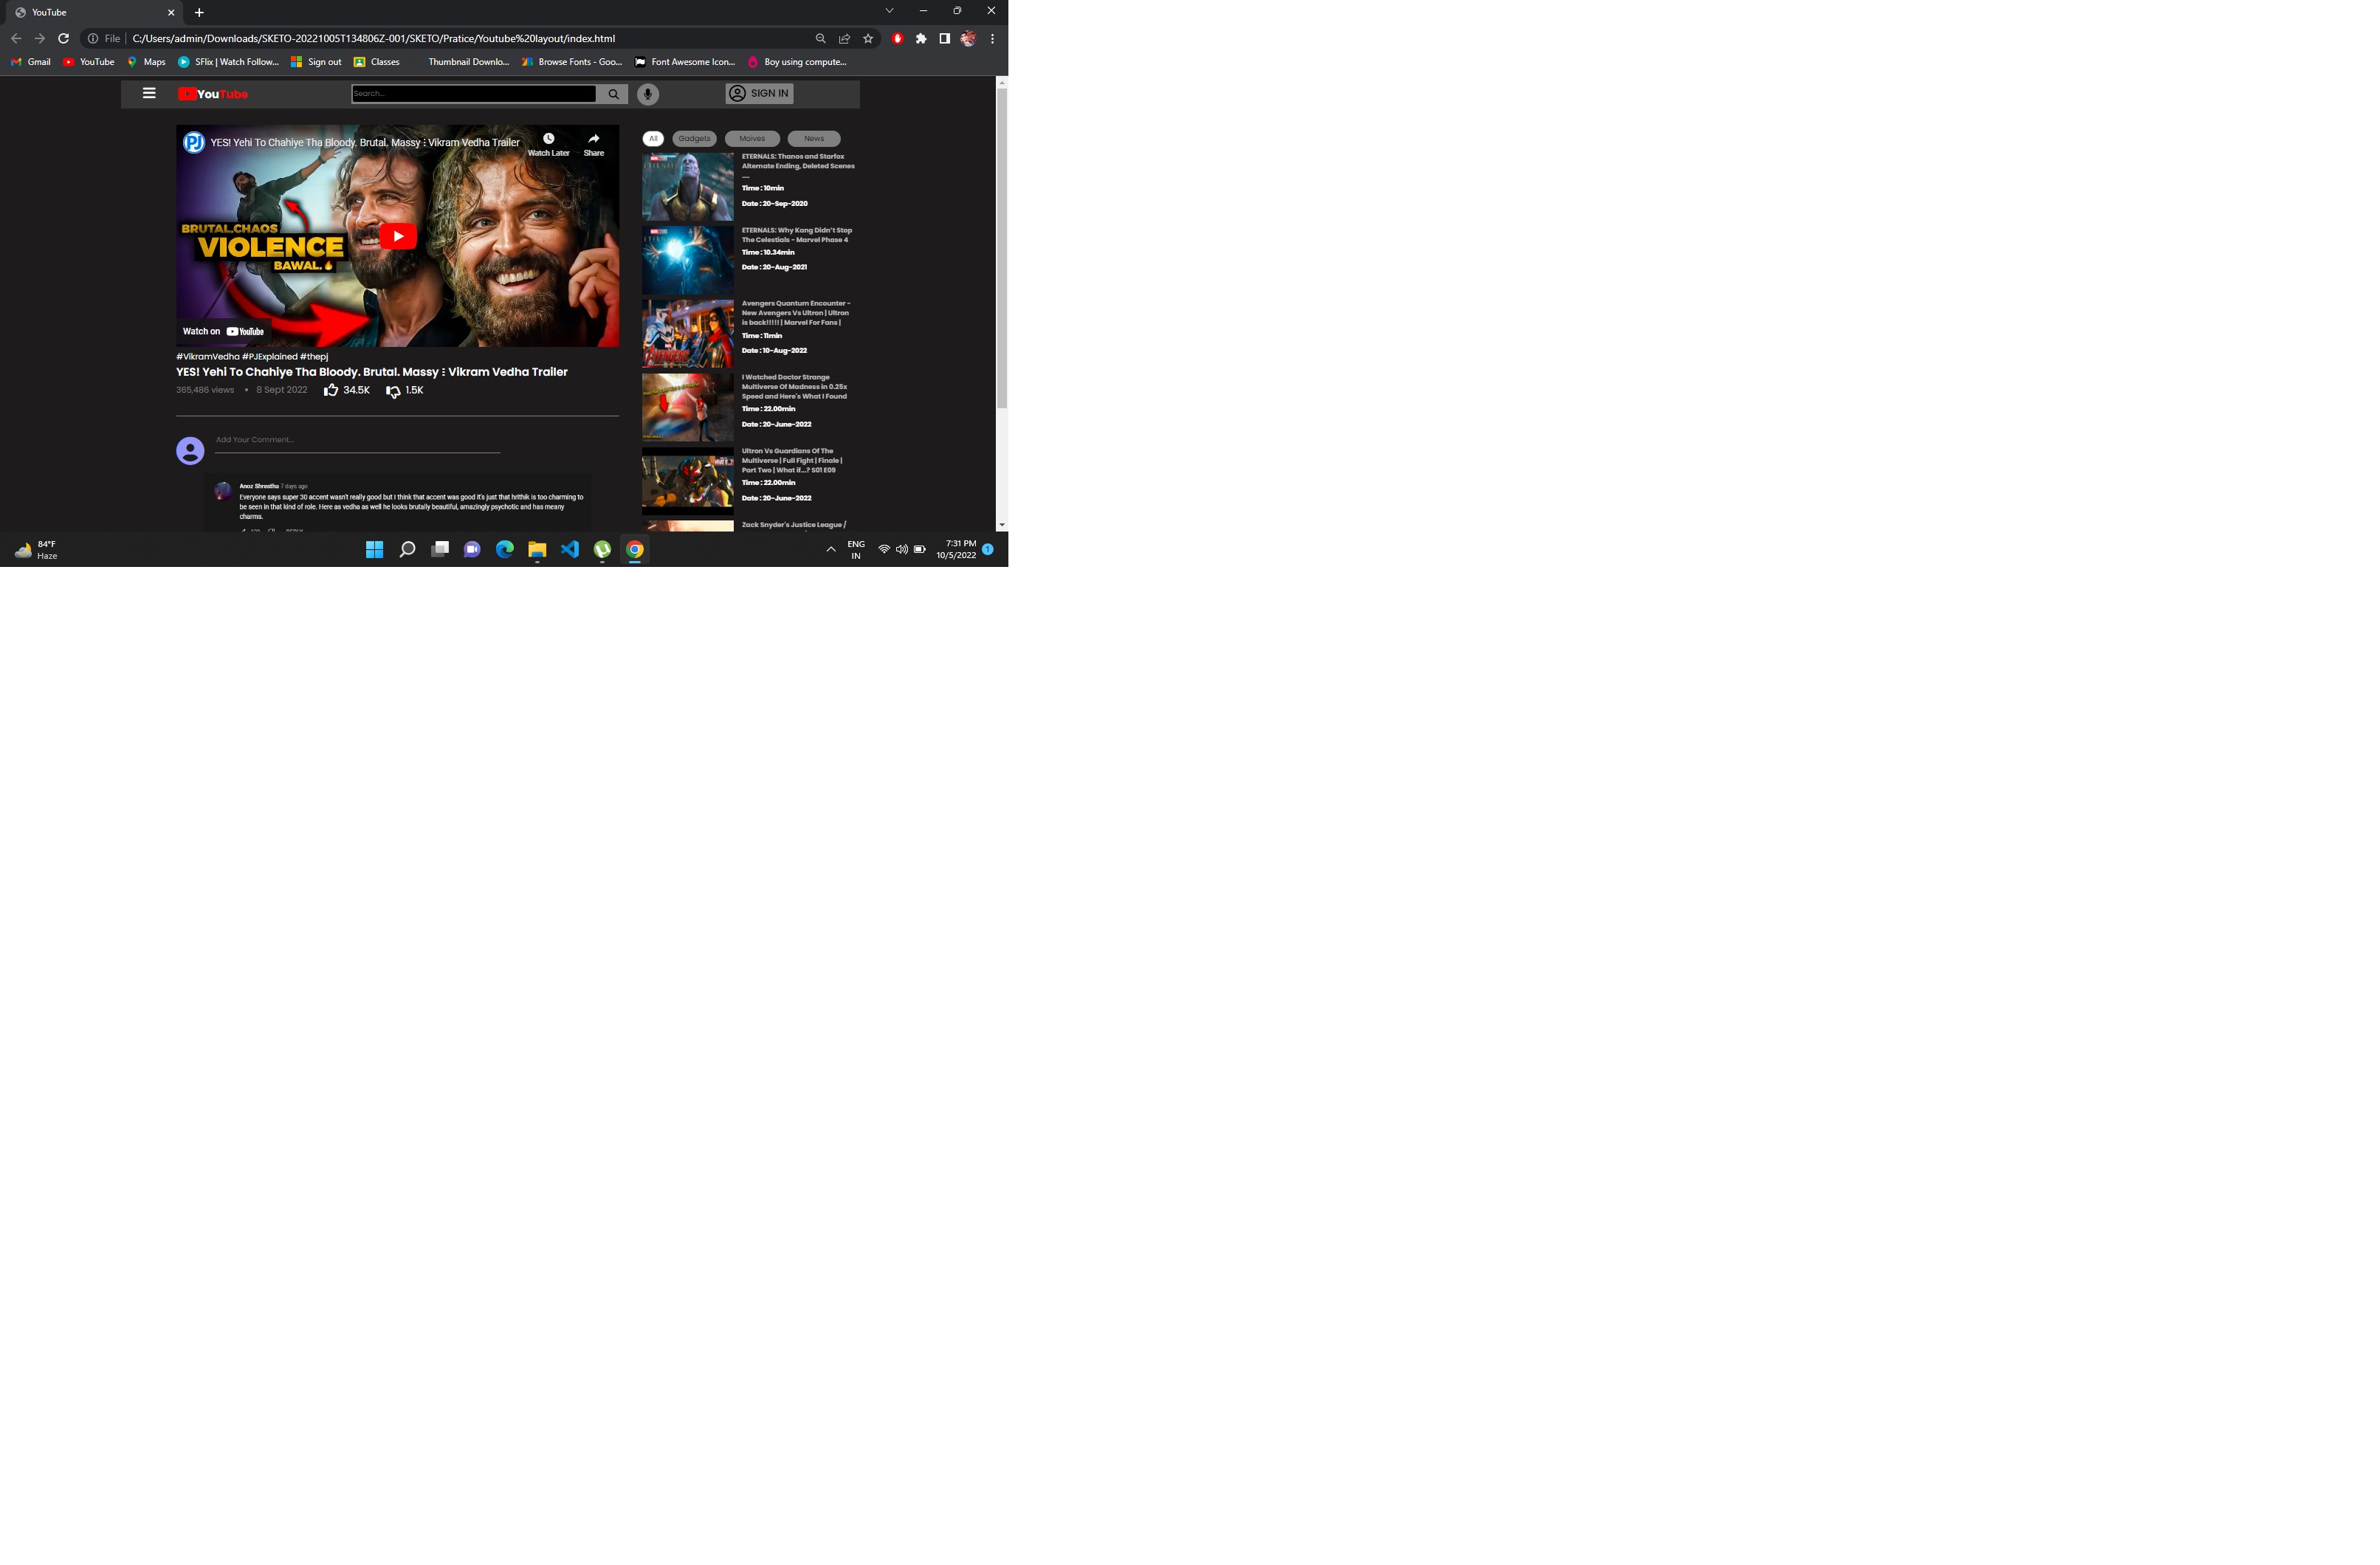 YouTube
File
C:/Users/admin/Downloads/SKETO-20221005T134806Z-001/SKETO/Pratice/Youtube%20layout/index.html
Gmail YouTube Maps SFlix | Watch Follow... Sign out Classes Thumbnail Downlo... Browse Fonts - Goo... Font Awesome Icon... Boy using compute...
YouTube
Search...
SIGN IN
PJ YES! Yehi To Chahiye Tha Bloody. Brutal. Massy ⫶ Vikram Vedha Trailer
Watch Later Share
BRUTAL.CHAOS
VIOLENCE
BAWAL.🔥
Watch on YouTube
#VikramVedha #PJExplained #thepj
YES! Yehi To Chahiye Tha Bloody. Brutal. Massy ⫶ Vikram Vedha Trailer
365,486 views • 8 Sept 2022 34.5K 1.5K
Add Your Comment...
Anoz Shrestha 7 days ago
Everyone says super 30 accent wasn't really good but I think that accent was good it's just that hrithik is too charming to
be seen in that kind of role. Here as vedha as well he looks brutally beautiful, amazingly psychotic and has meany
charms.
All Gadgets Moives News
ETERNALS: Thanos and Starfox
Alternate Ending, Deleted Scenes
....
Time : 10min
Date : 20-Sep-2020
ETERNALS: Why Kang Didn't Stop
The Celestials - Marvel Phase 4
Time : 10.34min
Date : 20-Aug-2021
AVENGERS
Avengers Quantum Encounter -
New Avengers Vs Ultron | Ultron
is back!!!!! | Marvel For Fans |
Time : 11min
Date : 10-Aug-2022
I Watched Doctor Strange
Multiverse Of Madness in 0.25x
Speed and Here's What I Found
Time : 22.00min
Date : 20-June-2022
Ultron Vs Guardians Of The
Multiverse | Full Fight | Finale |
Part Two | What if...? S01 E09
Time : 22.00min
Date : 20-June-2022
Zack Snyder's Justice League /
84°F
Haze
ENG
IN
7:31 PM
10/5/2022
1